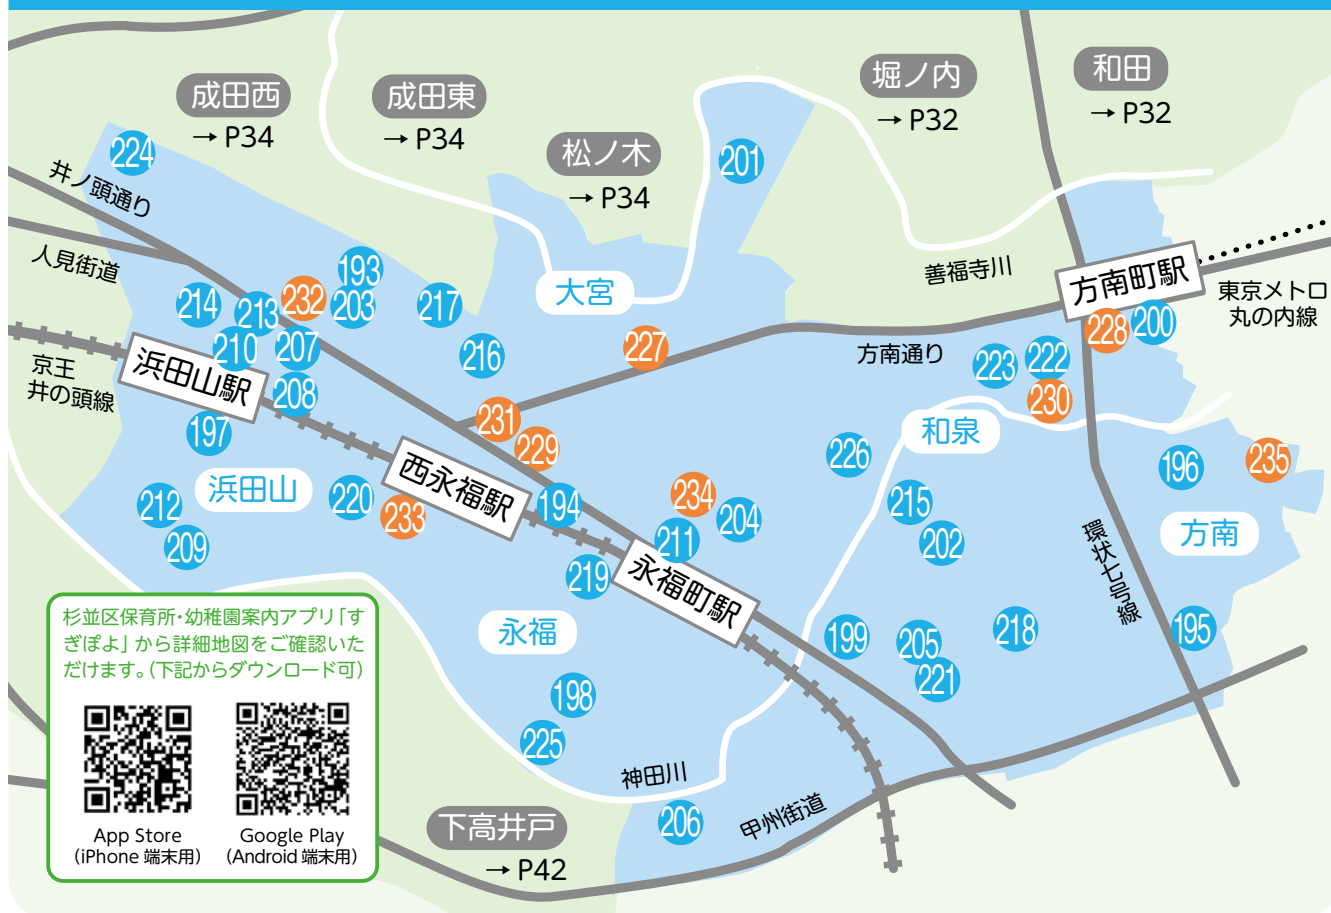 成田西
→ P34
成田東
→ P34
松ノ木
→ P34
堀ノ内
→ P32
和田
→ P32
224
201
井ノ頭通り
人見街道
193
232
203
214
213
217
大宮
善福寺川
方南町駅
東京メトロ
丸の内線
210
207
216
227
方南通り
228
200
223
222
京王
井の頭線
浜田山駅
208
230
197
231
229
和泉
226
196
235
浜田山
220
233
西永福駅
194
234
204
215
方南
212
209
211
202
環状七号線
219
永福町駅
杉並区保育所・幼稚園案内アプリ「す
ぎぽよ」から詳細地図をご確認いた
だけます。(下記からダウンロード可)
永福
199
205
218
195
221
198
225
神田川
App Store
(iPhone 端末用)
Google Play
(Android 端末用)
下高井戸
→ P42
206
甲州街道